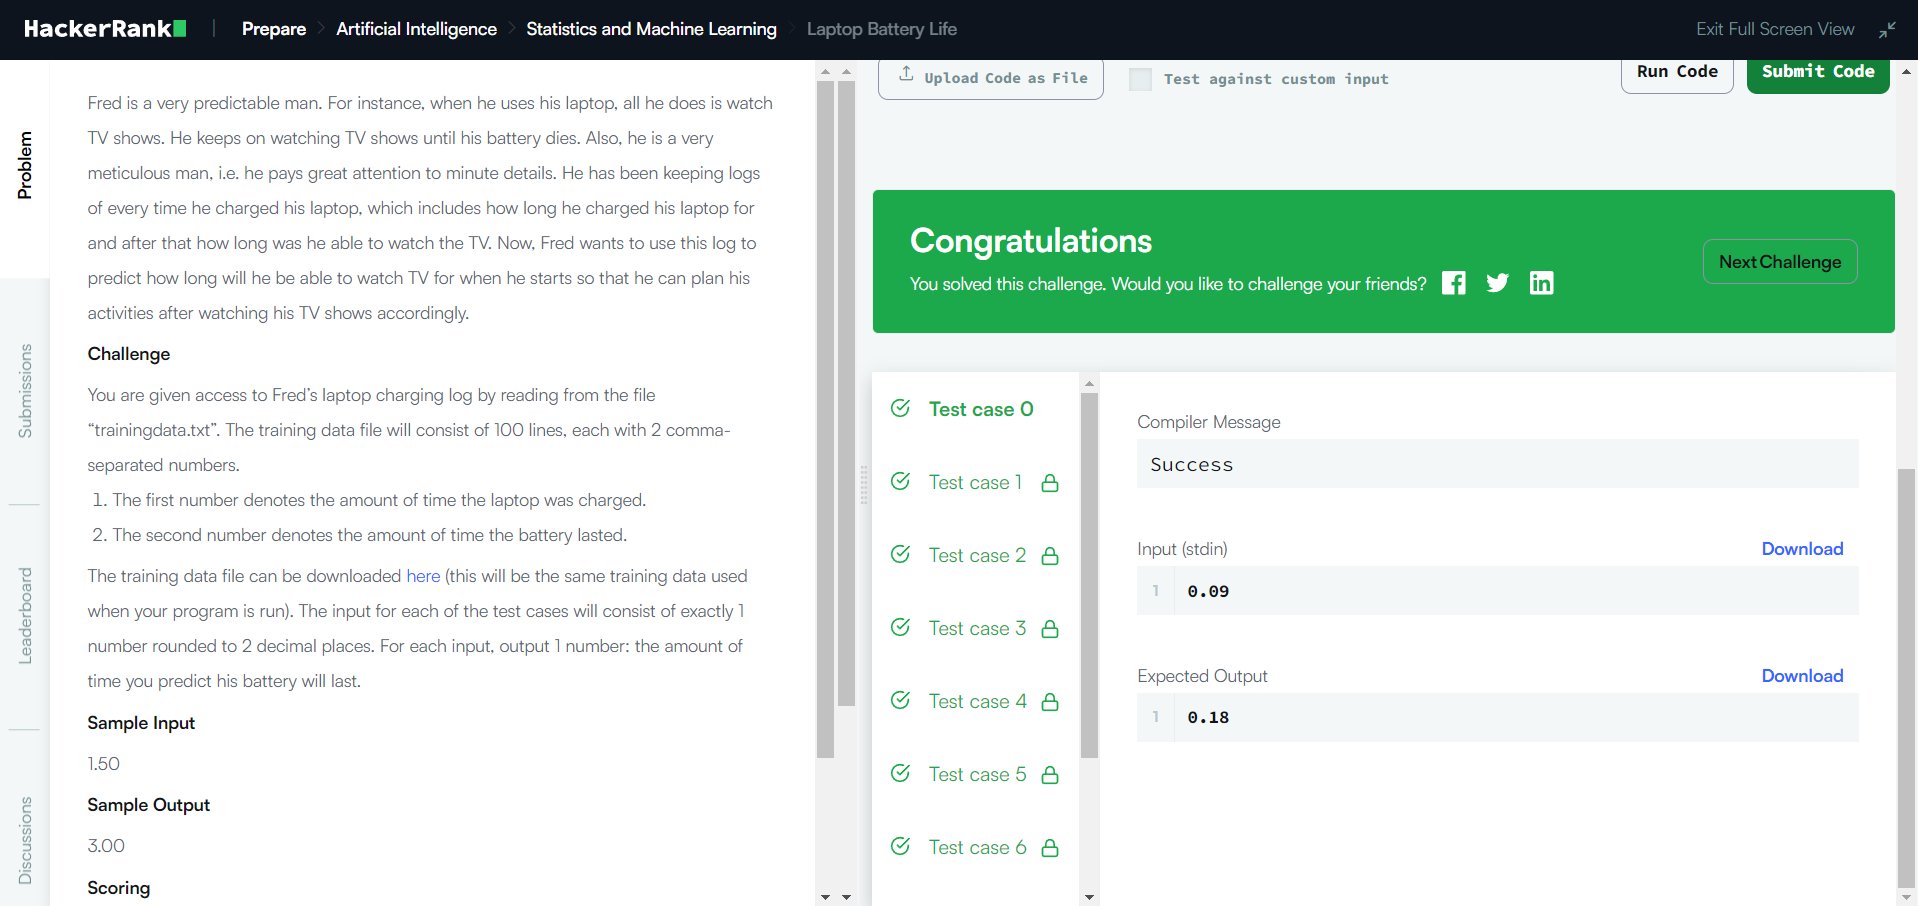 HackerRank
Prepare
Artificial Intelligence
Statistics and Machine Learning
Laptop Battery Life
Exit Full Screen View
Problem
Submissions
Leaderboard
Discussions
Fred is a very predictable man. For instance, when he uses his laptop, all he does is watch
TV shows. He keeps on watching TV shows until his battery dies. Also, he is a very
meticulous man, i.e. he pays great attention to minute details. He has been keeping logs
of every time he charged his laptop, which includes how long he charged his laptop for
and after that how long was he able to watch the TV. Now, Fred wants to use this log to
predict how long will he be able to watch TV for when he starts so that he can plan his
activities after watching his TV shows accordingly.
Challenge
You are given access to Fred’s laptop charging log by reading from the file
“trainingdata.txt”. The training data file will consist of 100 lines, each with 2 comma-
separated numbers.
1. The first number denotes the amount of time the laptop was charged.
2. The second number denotes the amount of time the battery lasted.
The training data file can be downloaded here (this will be the same training data used
when your program is run). The input for each of the test cases will consist of exactly 1
number rounded to 2 decimal places. For each input, output 1 number: the amount of
time you predict his battery will last.
Sample Input
1.50
Sample Output
3.00
Scoring
Upload Code as File
Test against custom input
Run Code
Submit Code
Congratulations
You solved this challenge. Would you like to challenge your friends?
Next Challenge
Test case 0
Test case 1
Test case 2
Test case 3
Test case 4
Test case 5
Test case 6
Compiler Message
Success
Input (stdin)
Download
1
0.09
Expected Output
Download
1
0.18